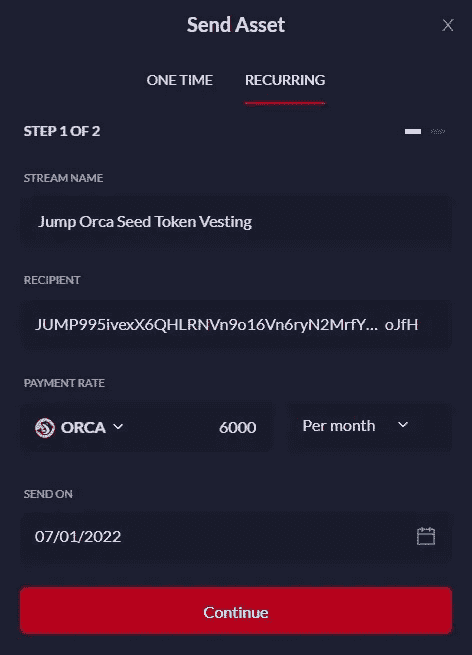 Send Asset
ONE TIME RECURRING
STEP 1 OF 2
STREAM NAME
Jump Orca Seed Token Vesting
RECIPIENT
JUMP995ivexX6QHLRNVn9o16Vn6ryN2MrfY... oJfH
PAYMENT RATE
ORCA 6000 Per month
SEND ON
07/01/2022
Continue